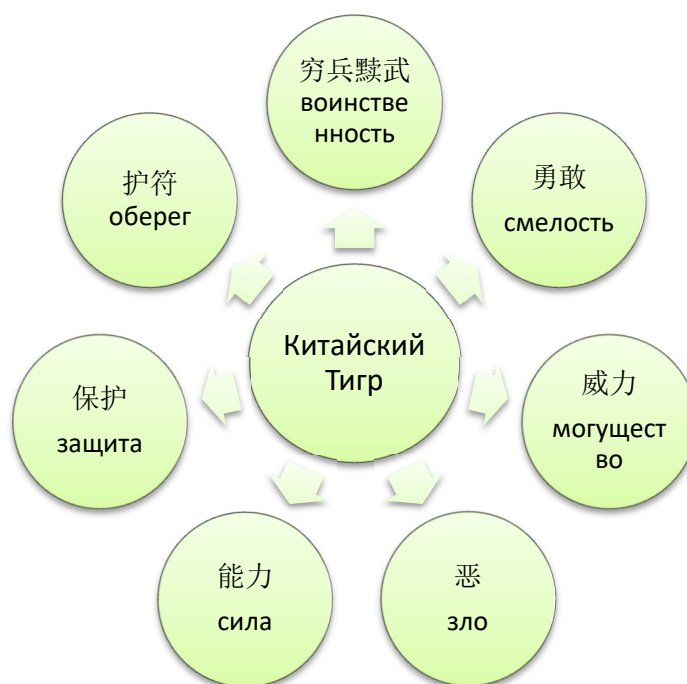 穷兵黩武
воинстве
нность
勇敢
смелость
威力
могущест
во
恶
зло
能力
сила
保护
защита
护符
оберег
Китайский
Тигр